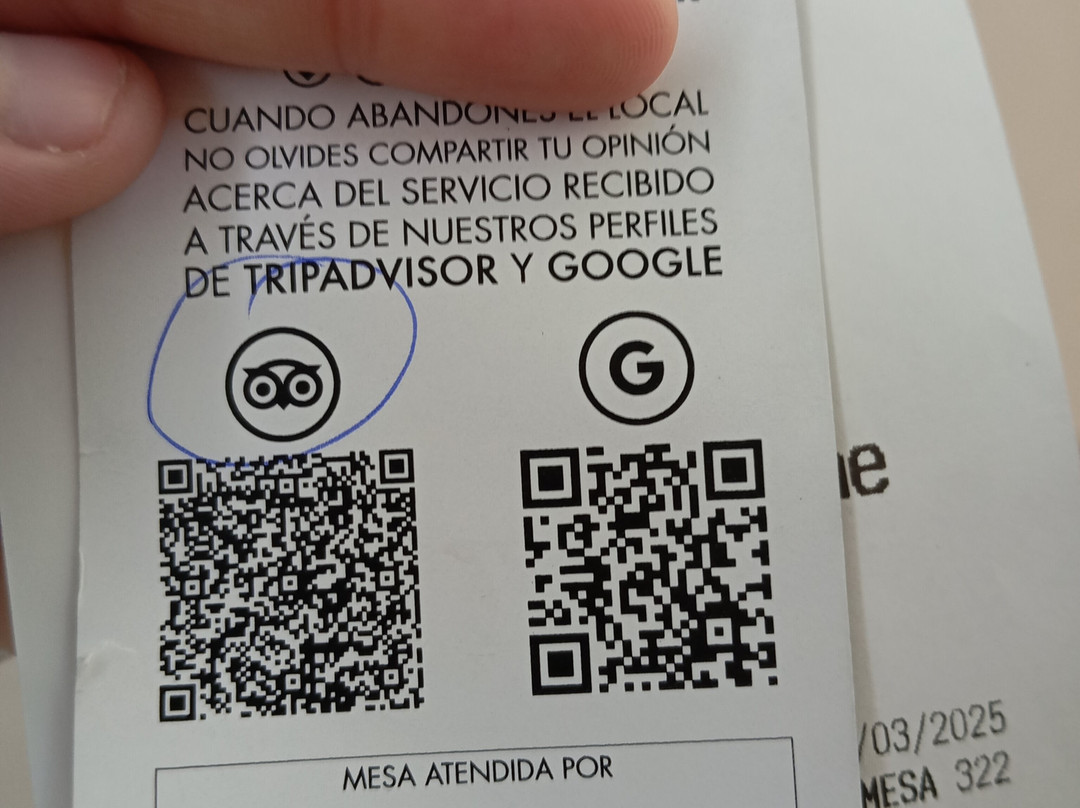 CUANDO ABANDONES EL LOCAL
NO OLVIDES COMPARTIR TU OPINIÓN
ACERCA DEL SERVICIO RECIBIDO
A TRAVÉS DE NUESTROS PERFILES
DE TRIPADVISOR Y GOOGLE
G
MESA ATENDIDA POR
/03/2025
MESA 322